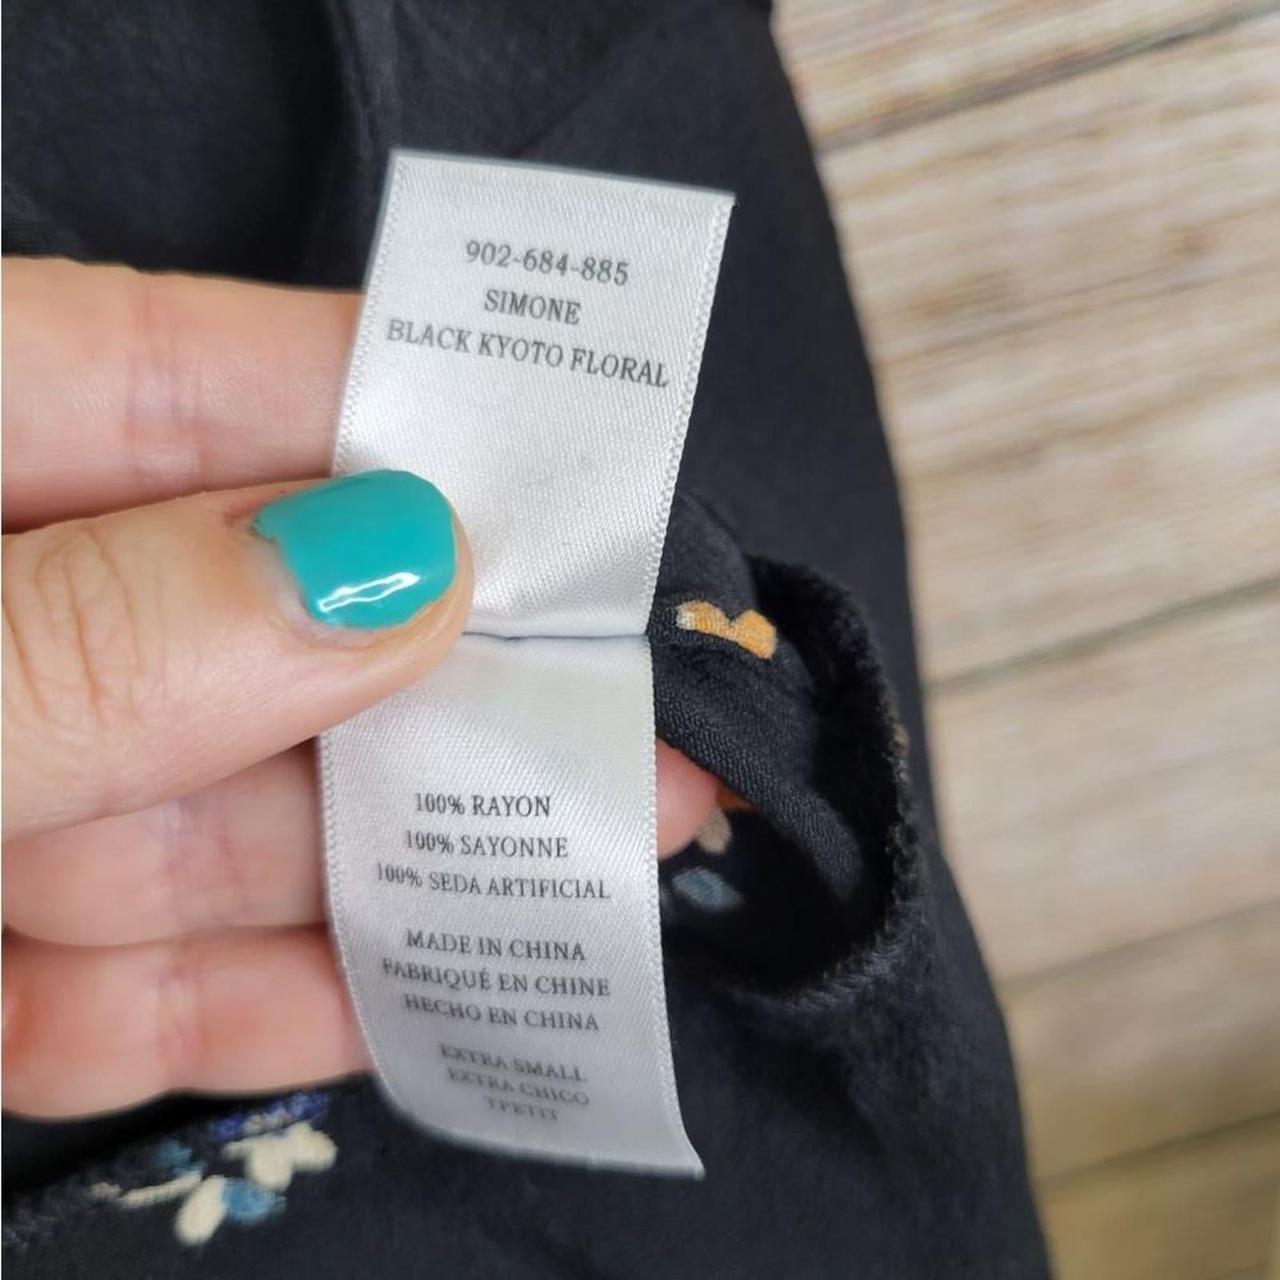 902-684-885
SIMONE
BLACK KYOTO FLORAL
100% RAYON
100% SAYONNE
100% SEDA ARTIFICIAL
MADE IN CHINA
FABRIQUÉ EN CHINE
HECHO EN CHINA
EXTRA SMALL
EXTRA CHICO
TPETIT